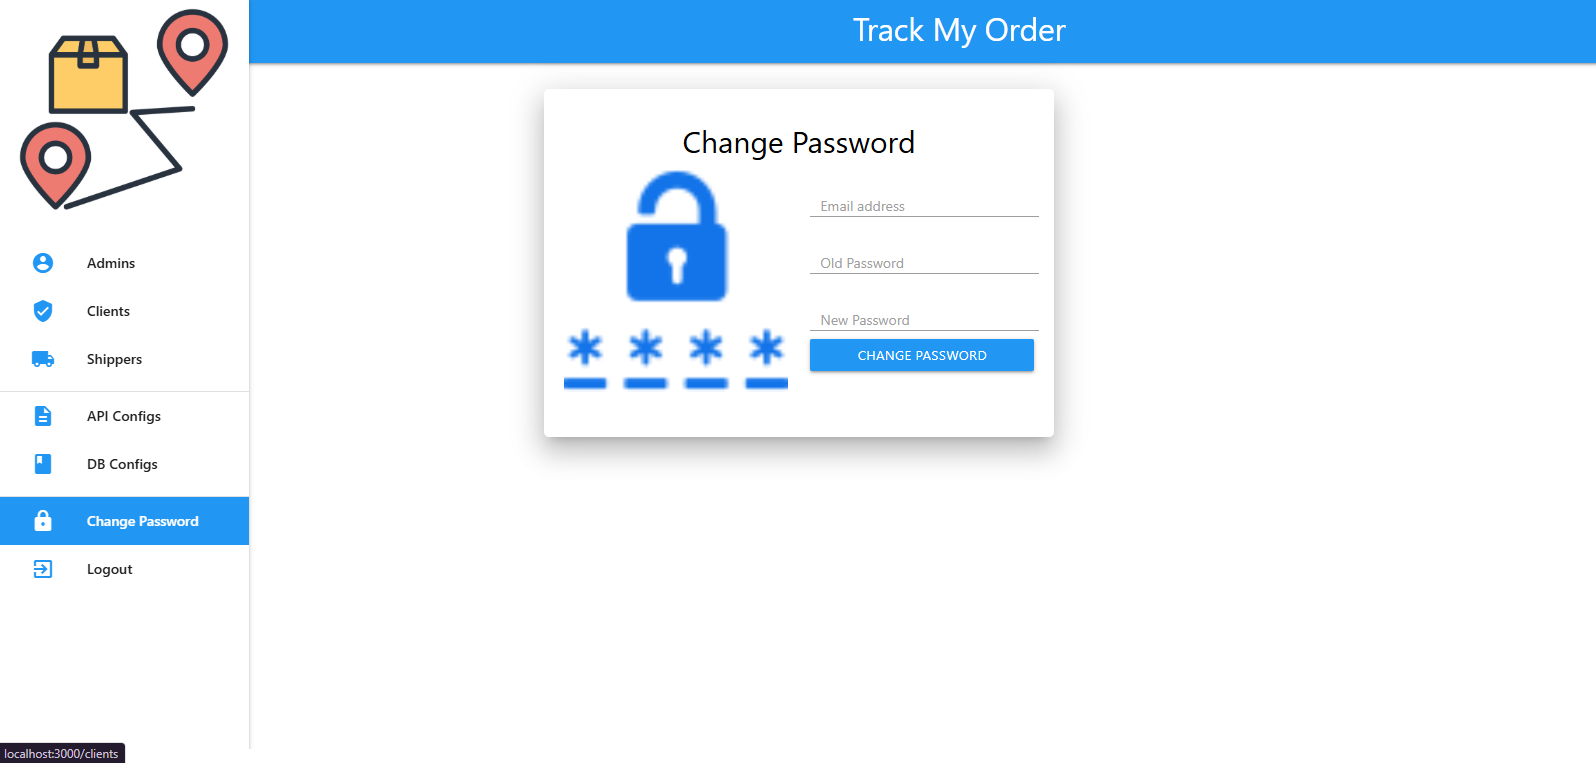 Track My Order
Admins
Clients
Shippers
API Configs
DB Configs
Change Password
Logout
Change Password
Email address
Old Password
New Password
CHANGE PASSWORD
localhost:3000/clients